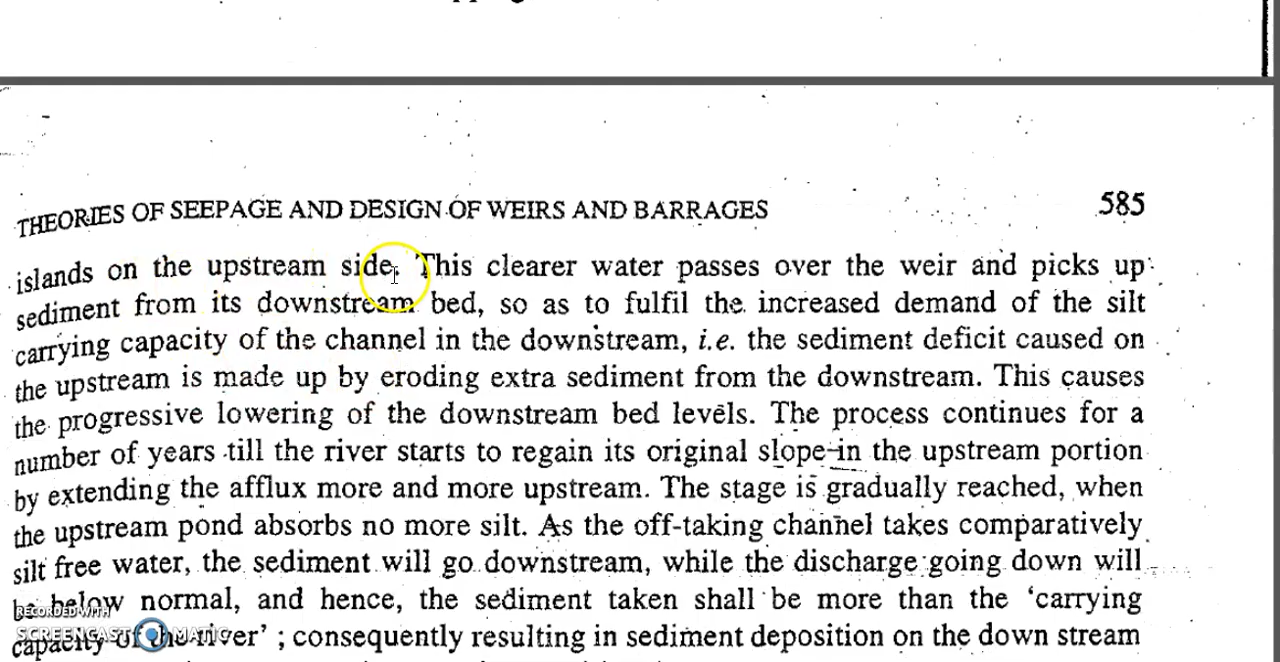 THEORIES OF SEEPAGE AND DESIGN OF WEIRS AND BARRAGES 585
islands on the upstream side. This clearer water passes over the weir and picks up
sediment from its downstream bed, so as to fulfil the increased demand of the silt
carrying capacity of the channel in the downstream, i.e. the sediment deficit caused on
the upstream is made up by eroding extra sediment from the downstream. This causes
the progressive lowering of the downstream bed levels. The process continues for a
number of years till the river starts to regain its original slope in the upstream portion
by extending the afflux more and more upstream. The stage is gradually reached, when
the upstream pond absorbs no more silt. As the off-taking channel takes comparatively
silt free water, the sediment will go downstream, while the discharge going down will
be below normal, and hence, the sediment taken shall be more than the ‘carrying
capacity of the river’ ; consequently resulting in sediment deposition on the down stream
RECORDED WITH
SCREENCAST MATIC